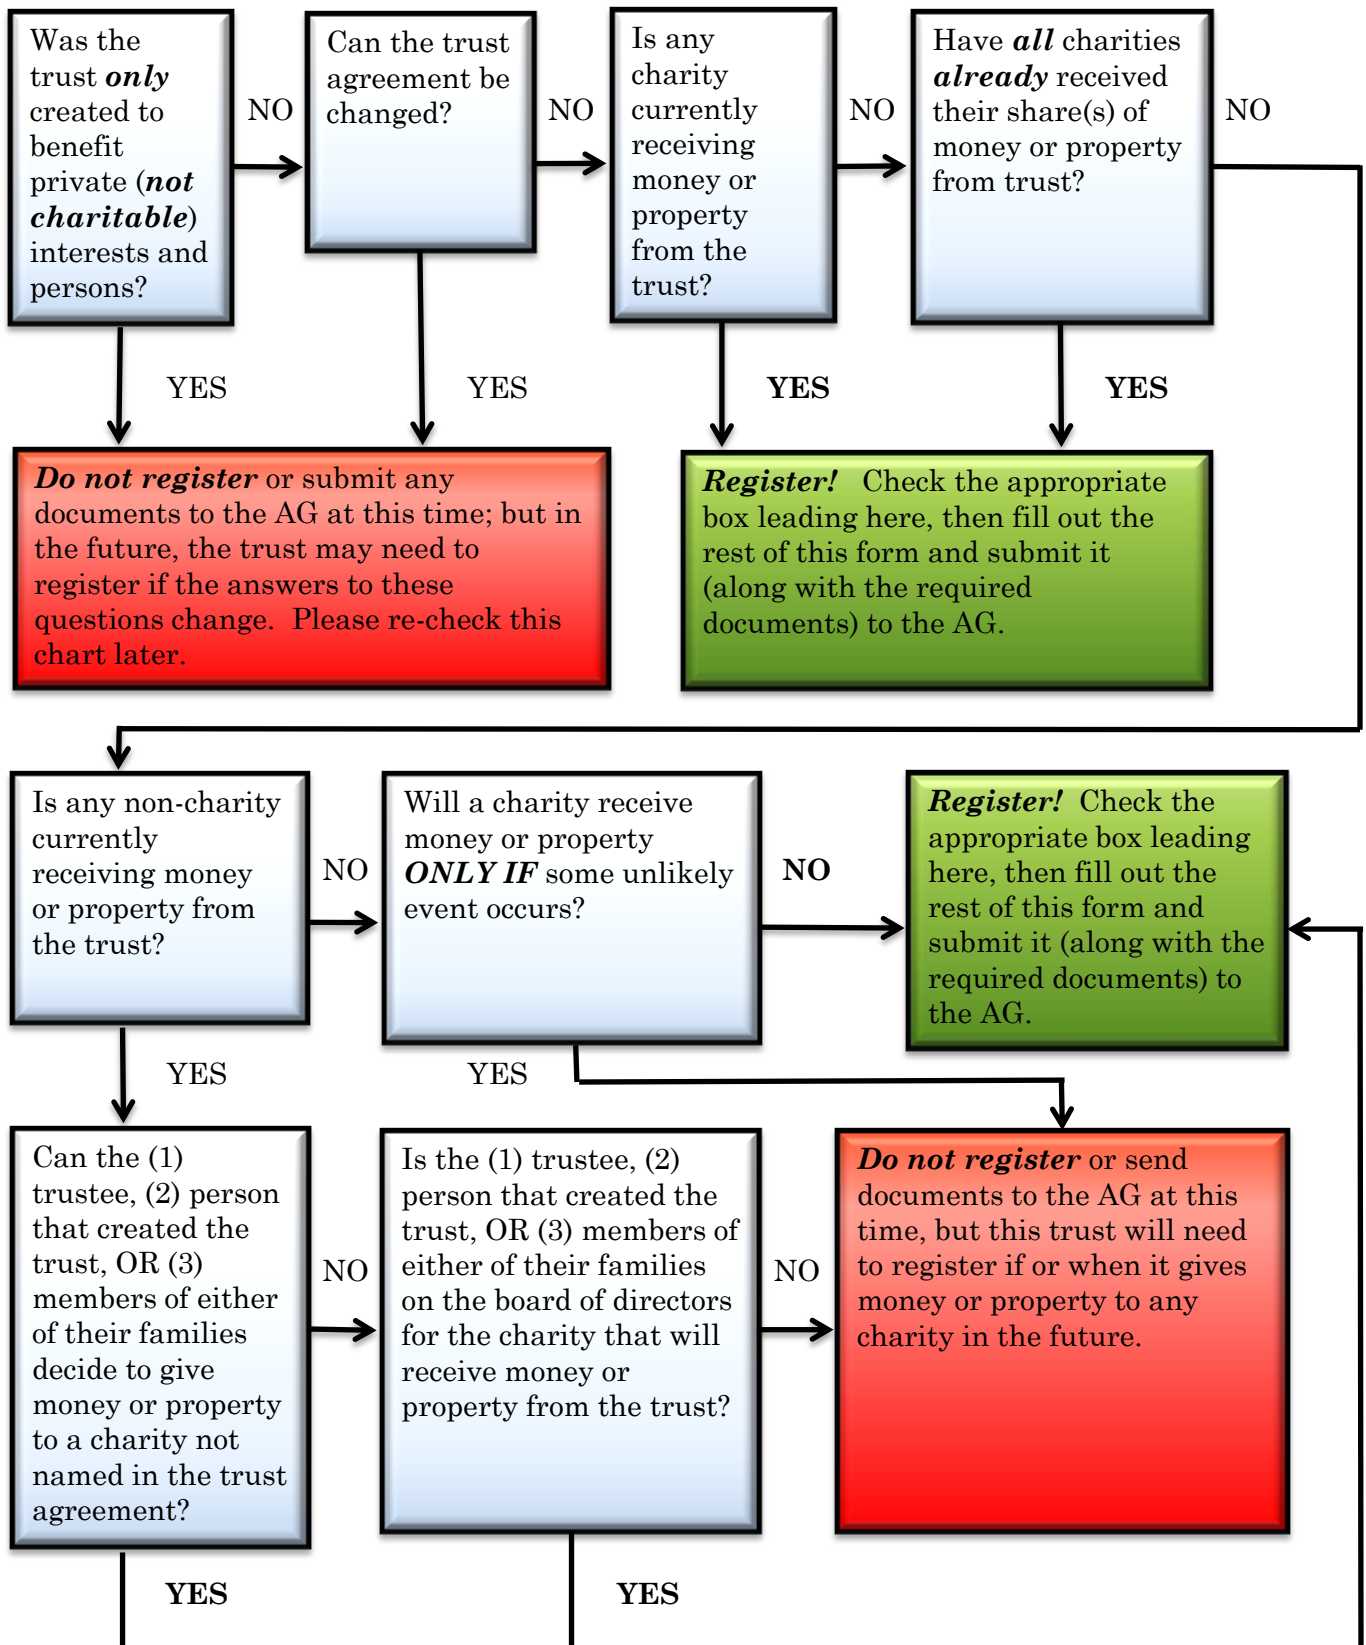 Was the
trust only
created to
benefit
private (not
charitable)
interests and
persons?
NO
Can the trust
agreement be
changed?
NO
Is any
charity
currently
receiving
money or
property
from the
trust?
NO
Have all charities
already received
their share(s) of
money or property
from trust?
NO
YES
YES
YES
YES
Do not register or submit any
documents to the AG at this time; but in
the future, the trust may need to
register if the answers to these
questions change. Please re-check this
chart later.
Register! Check the appropriate
box leading here, then fill out the
rest of this form and submit it
(along with the required
documents) to the AG.
Is any non-charity
currently
receiving money
or property from
the trust?
NO
Will a charity receive
money or property
ONLY IF some unlikely
event occurs?
NO
Register! Check the
appropriate box leading
here, then fill out the
rest of this form and
submit it (along with the
required documents) to
the AG.
YES
YES
Can the (1)
trustee, (2) person
that created the
trust, OR (3)
members of either
of their families
decide to give
money or property
to a charity not
named in the trust
agreement?
NO
Is the (1) trustee, (2)
person that created the
trust, OR (3) members of
either of their families
on the board of directors
for the charity that will
receive money or
property from the trust?
NO
Do not register or send
documents to the AG at this
time, but this trust will need
to register if or when it gives
money or property to any
charity in the future.
YES
YES